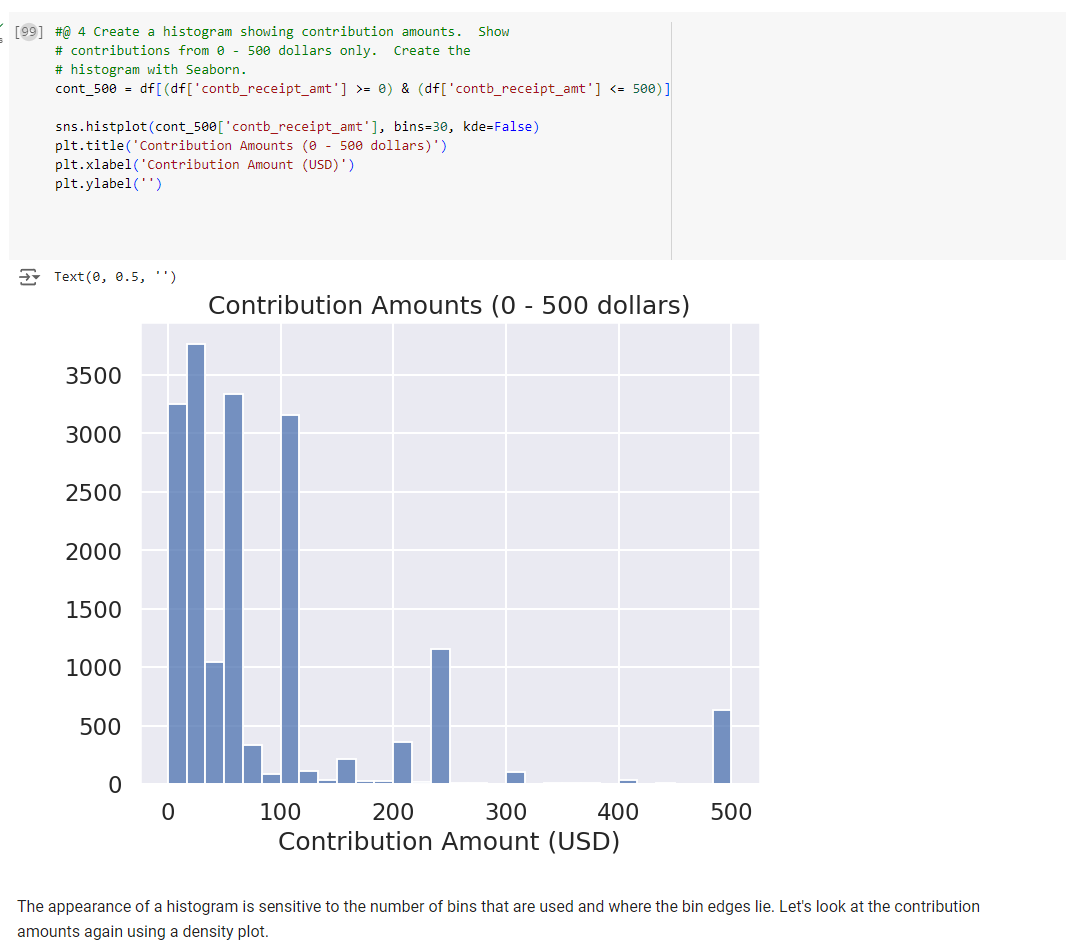 [99] #@ 4 Create a histogram showing contribution amounts.  Show
# contributions from 0 - 500 dollars only.  Create the
# histogram with Seaborn.
cont_500 = df[(df['contb_receipt_amt'] >= 0) & (df['contb_receipt_amt'] <= 500)]
sns.histplot(cont_500['contb_receipt_amt'], bins=30, kde=False)
plt.title('Contribution Amounts (0 - 500 dollars)')
plt.xlabel('Contribution Amount (USD)')
plt.ylabel('')
Text(0, 0.5, '')
Contribution Amounts (0 - 500 dollars)
3500
3000
2500
2000
1500
1000
500
0
0 100 200 300 400 500
Contribution Amount (USD)
The appearance of a histogram is sensitive to the number of bins that are used and where the bin edges lie. Let's look at the contribution
amounts again using a density plot.